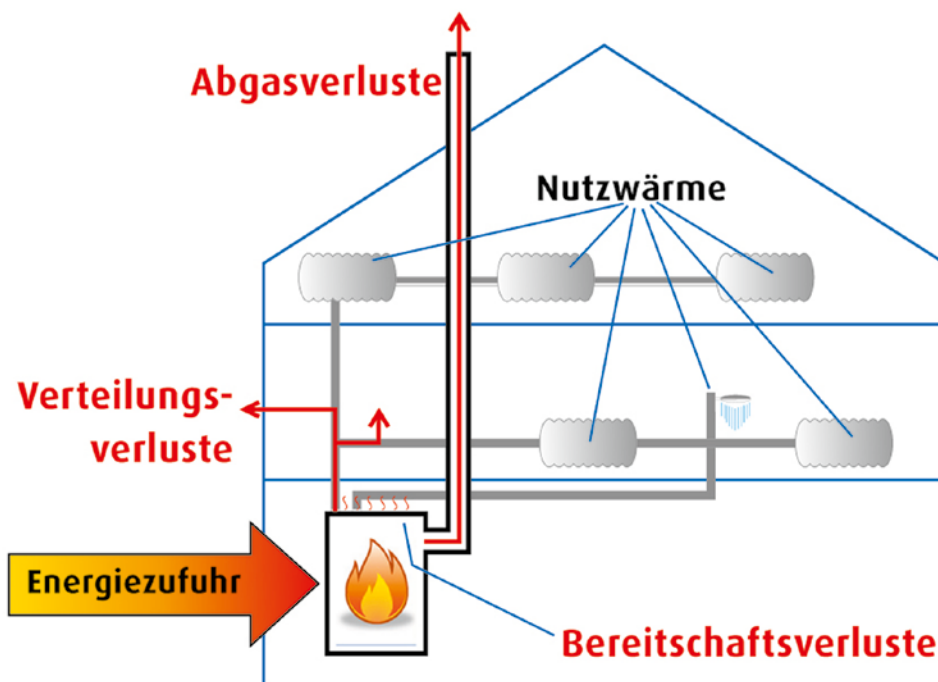 Abgasverluste
Nutzwärme
Verteilungs-
verluste
Energiezufuhr
Bereitschaftsverluste